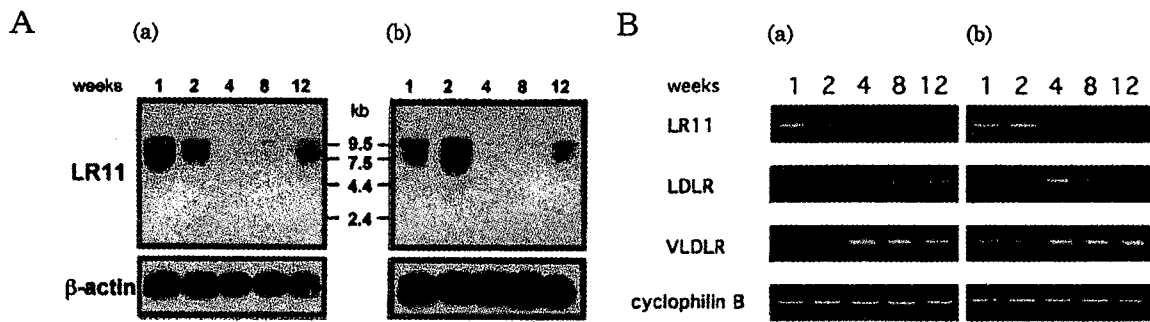 A
(a)
(b)
weeks 1 2 4 8 12
1 2 4 8 12
kb
9.5
7.5
4.4
2.4
LR11
β-actin
B
(a)
(b)
weeks 1 2 4 8 12 1 2 4 8 12
LR11
LDLR
VLDLR
cyclophilin B